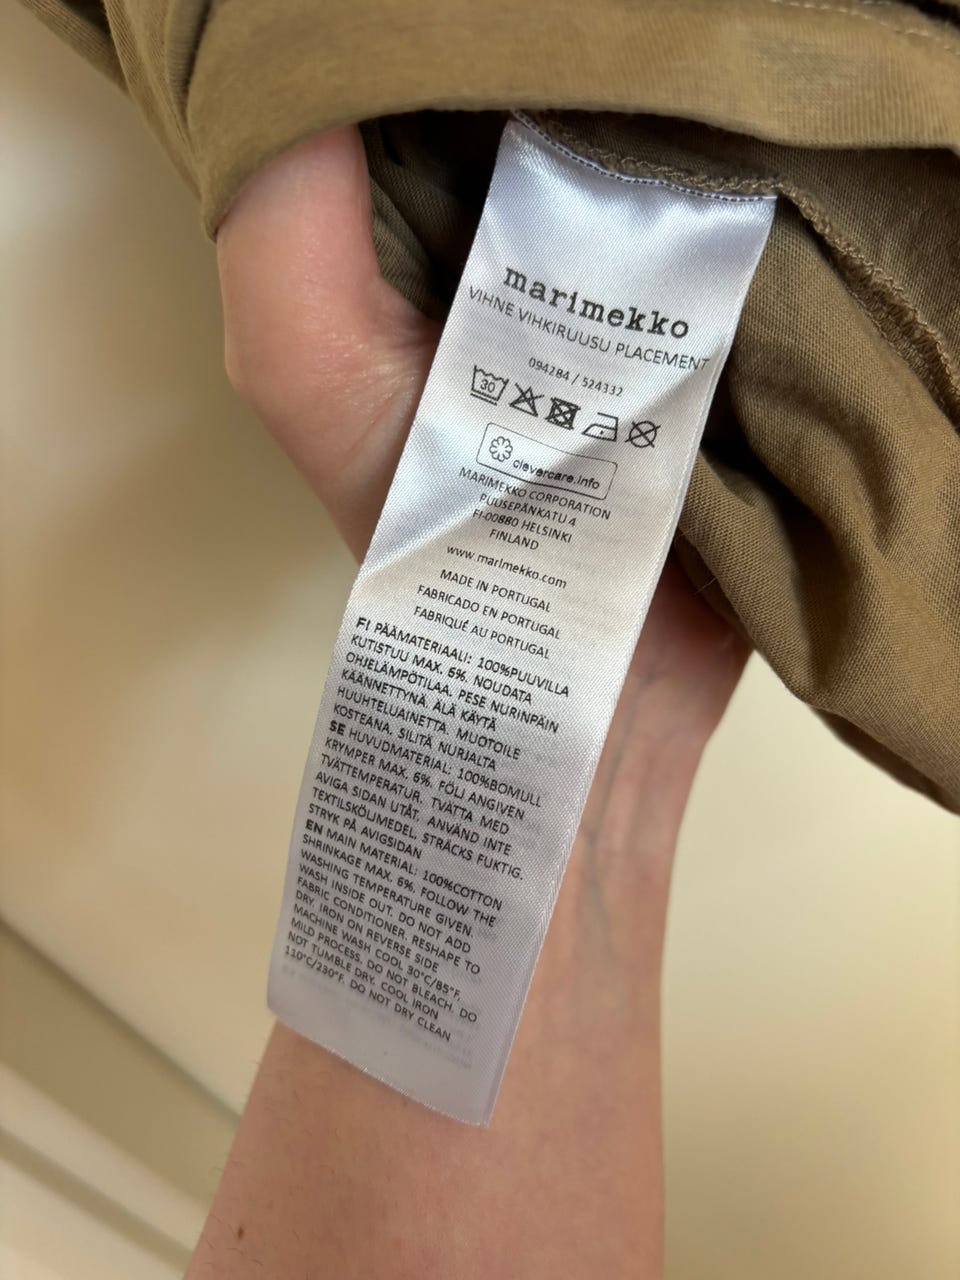 marimekko
VIHNE VIHKIRUUSU PLACEMENT
094284 / 524332
30
clevercare.info
MARIMEKKO CORPORATION
PUUSEPÄNKATU 4
FI-00880 HELSINKI
FINLAND
www.marimekko.com
MADE IN PORTUGAL
FABRICADO EN PORTUGAL
FABRIQUÉ AU PORTUGAL
FI PÄÄMATERIAALI: 100%PUUVILLA
KUTISTUU MAX. 6%. NOUDATA
OHJELÄMPÖTILAA. PESE NURINPÄIN
KÄÄNNETTYNÄ. ÄLÄ KÄYTÄ
HUUHTELUAINETTA. MUOTOILE
KOSTEANA. SILITÄ NURJALTA
SE HUVUDMATERIAL: 100%BOMULL
KRYMPER MAX. 6%. FÖLJ ANGIVEN
TVÄTTEMPERATUR. TVÄTTA MED
AVIGA SIDAN UTÅT. ANVÄND INTE
TEXTILSKÖLJMEDEL. STRÄCKS FUKTIG.
STRYK PÅ AVIGSIDAN
EN MAIN MATERIAL: 100%COTTON
SHRINKAGE MAX. 6%. FOLLOW THE
WASHING TEMPERATURE GIVEN.
WASH INSIDE OUT. DO NOT ADD
FABRIC CONDITIONER. RESHAPE TO
DRY. IRON ON REVERSE SIDE
MACHINE WASH COOL 30°C/85°F,
MILD PROCESS. DO NOT BLEACH. DO
NOT TUMBLE DRY. COOL IRON
110°C/230°F. DO NOT DRY CLEAN